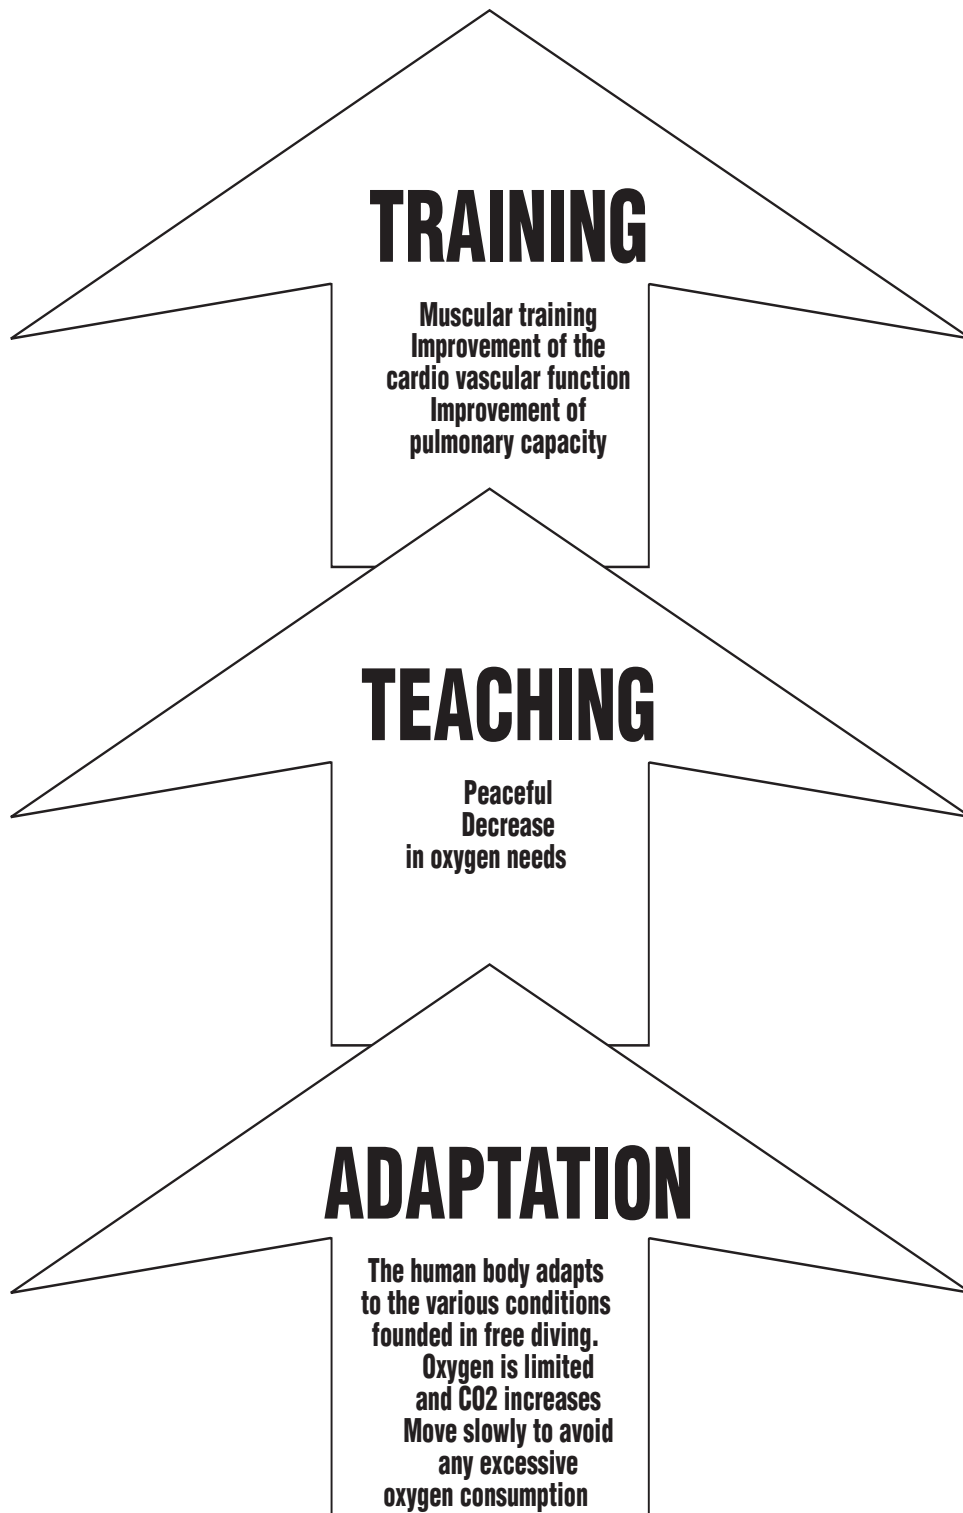 TRAINING
Muscular training
Improvement of the
cardio vascular function
Improvement of
pulmonary capacity
TEACHING
Peaceful
Decrease
in oxygen needs
ADAPTATION
The human body adapts
to the various conditions
founded in free diving.
Oxygen is limited
and CO2 increases
Move slowly to avoid
any excessive
oxygen consumption